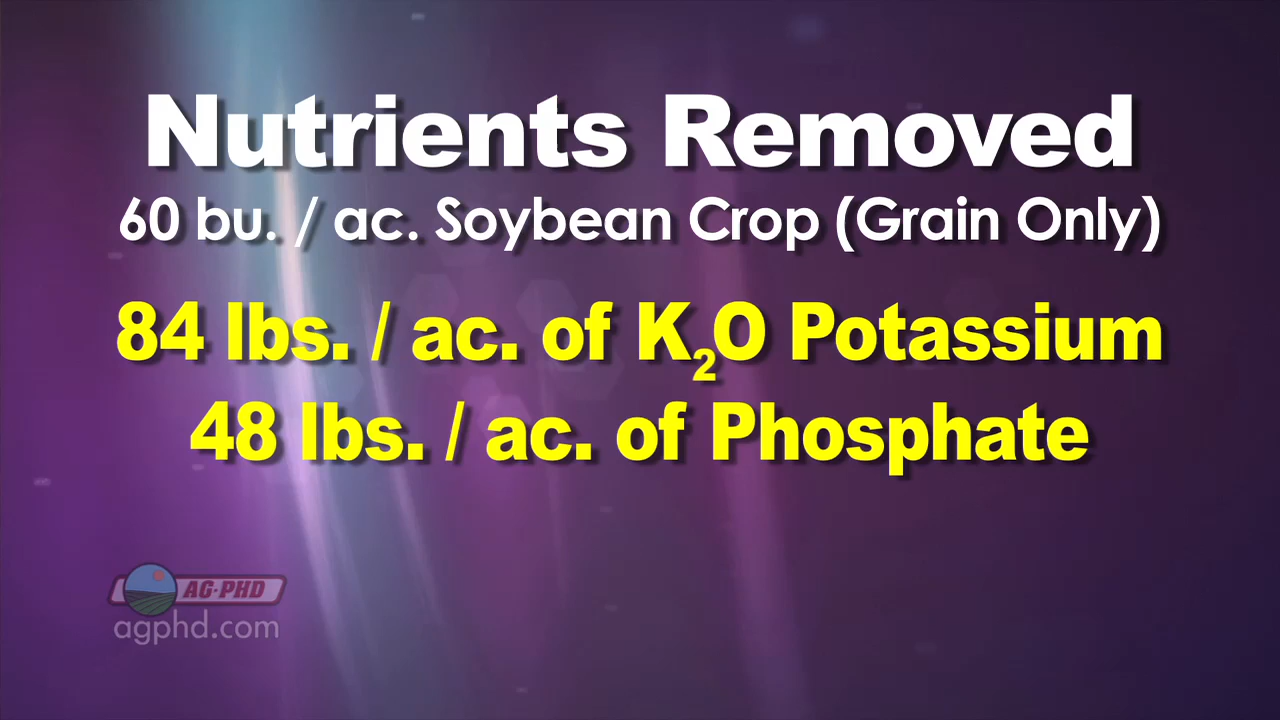 Nutrients Removed
60 bu. / ac. Soybean Crop (Grain Only)
84 lbs. / ac. of K₂O Potassium
48 lbs. / ac. of Phosphate
AG·PHD
agphd.com